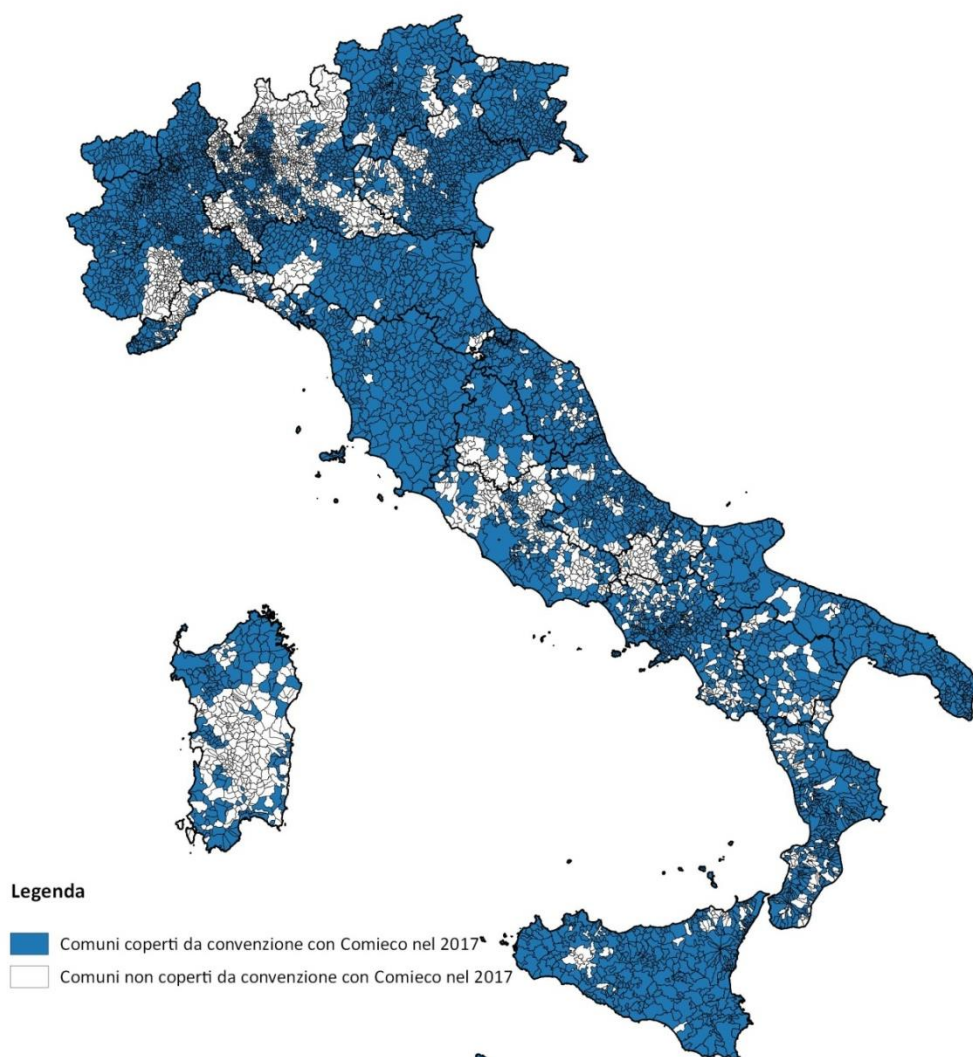 Legenda
Comuni coperti da convenzione con Comieco nel 2017
Comuni non coperti da convenzione con Comieco nel 2017